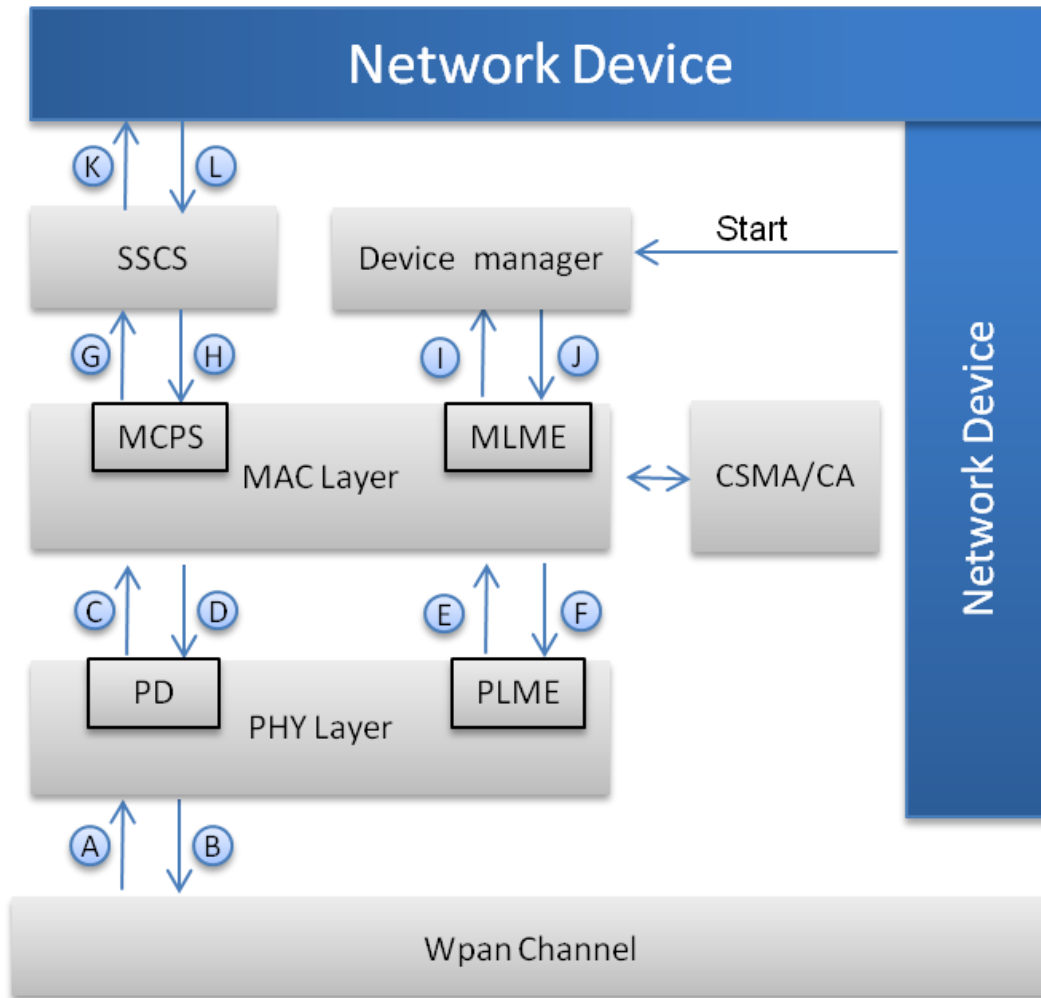 Network Device
K
L
SSCS
Device manager
Start
G
H
I
J
MCPS
MLME
MAC Layer
CSMA/CA
Network Device
C
D
E
F
PD
PLME
PHY Layer
A
B
Wpan Channel